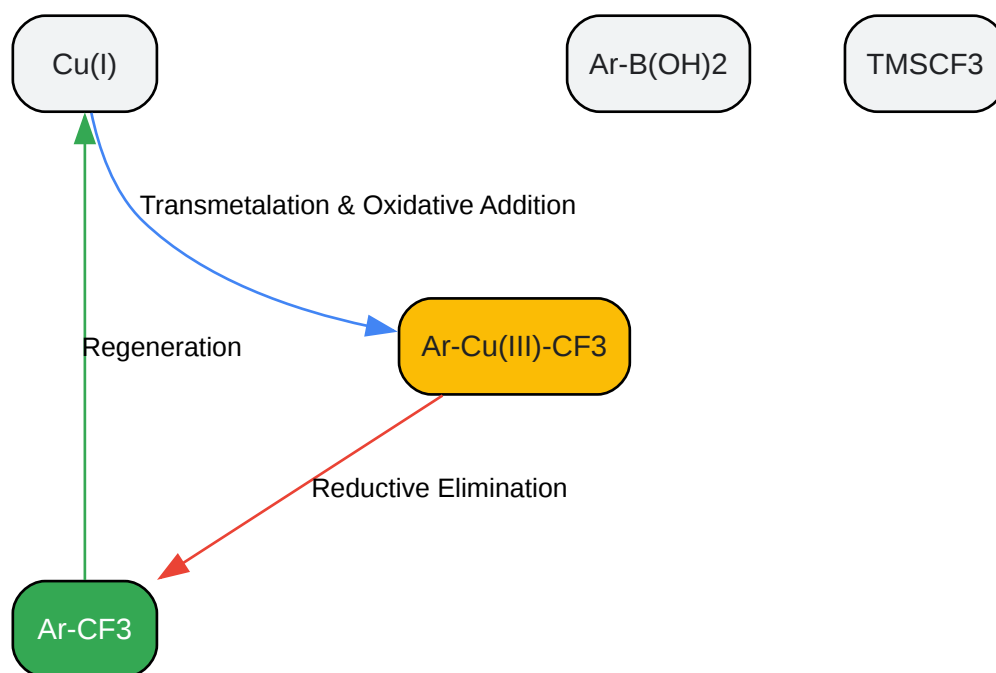 Cu(I)
Ar-B(OH)2
TMSCF3
Transmetalation & Oxidative Addition
Regeneration
Ar-Cu(III)-CF3
Reductive Elimination
Ar-CF3